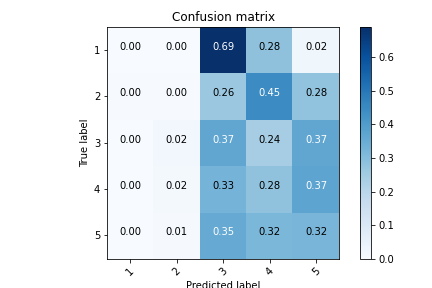 Confusion matrix
1 0.00 0.00 0.69 0.28 0.02
2 0.00 0.00 0.26 0.45 0.28
3 0.00 0.02 0.37 0.24 0.37
4 0.00 0.02 0.33 0.28 0.37
5 0.00 0.01 0.35 0.32 0.32
1 2 3 4 5
True label
Predicted label
0.6
0.5
0.4
0.3
0.2
0.1
0.0